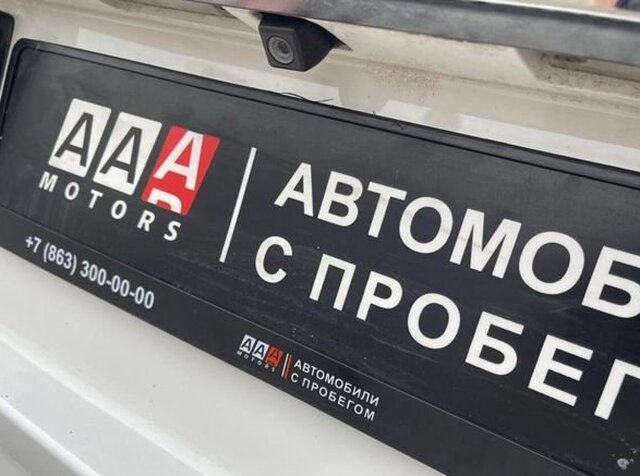 AAA
MOTORS
+7 (863) 300-00-00
АВТОМОБ
С ПРОБЕГ
AAA
MOTORS
АВТОМОБИЛИ
С ПРОБЕГОМ